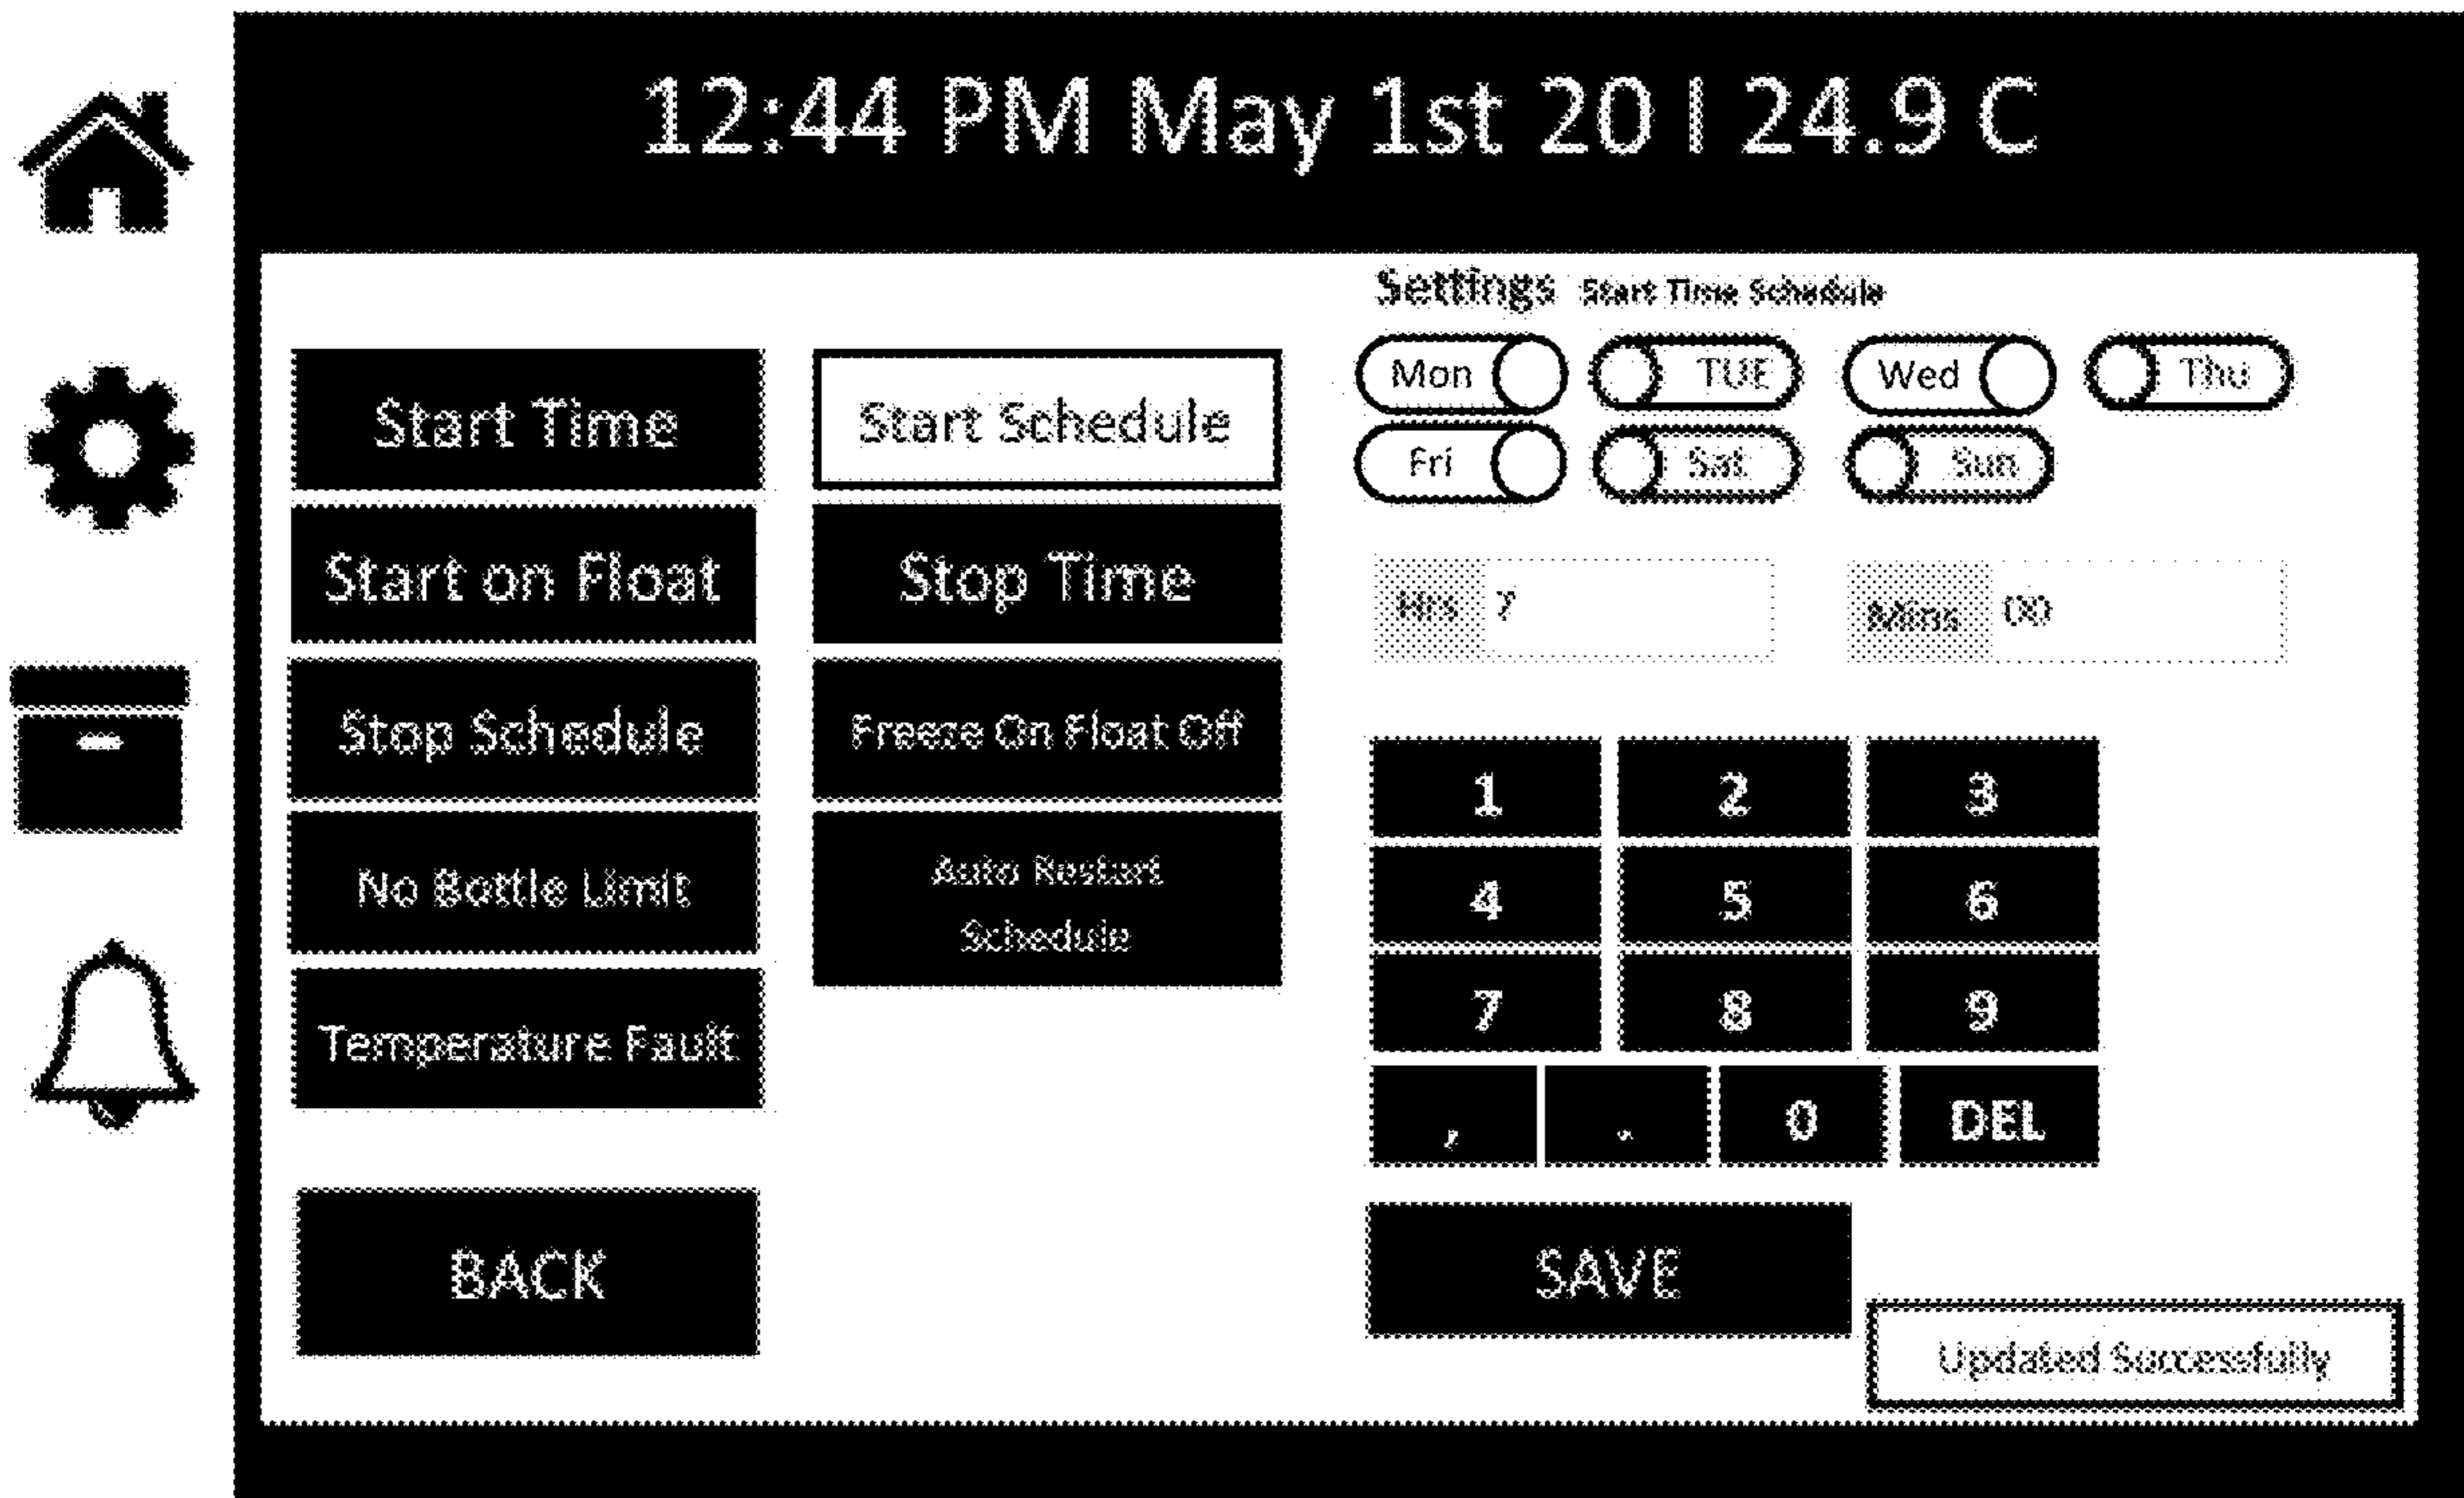 12:44 PM May 1st 20 I 24.9 C
Settings Start Time Schedule
Mon TUE Wed Thu
Fri Sat Sun
Hrs 7 Mins 00
Start Time
Start Schedule
Start on Float
Stop Time
Stop Schedule
Freeze On Float Off
No Bottle Limit
Auto Restart
Schedule
Temperature Fault
BACK
1 2 3
4 5 6
7 8 9
, . 0 DEL
SAVE
Updated Successfully